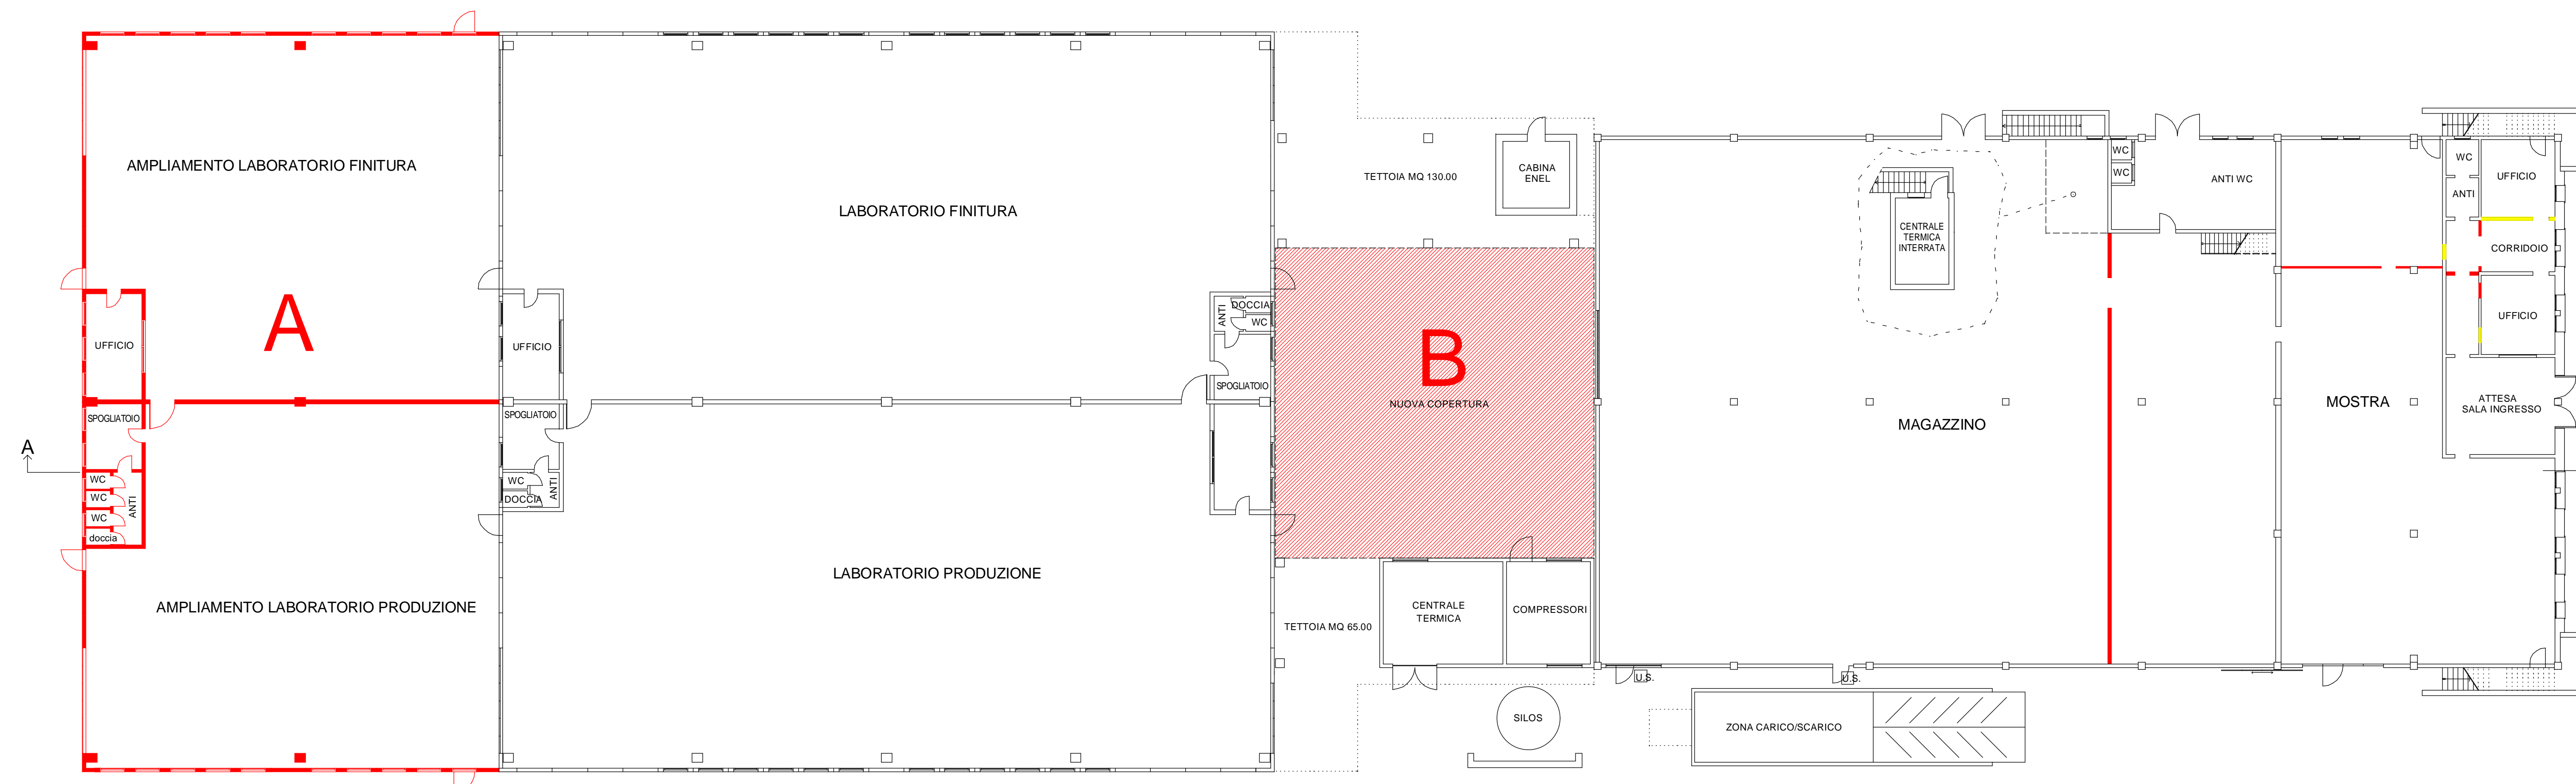 AMPLIAMENTO LABORATORIO FINITURA
A
UFFICIO
SPOGLIATOIO
A
WC
WC
WC
doccia
ANTI
AMPLIAMENTO LABORATORIO PRODUZIONE
LABORATORIO FINITURA
UFFICIO
SPOGLIATOIO
WC
DOCCIA
ANTI
ANTI
DOCCIA
WC
SPOGLIATOIO
LABORATORIO PRODUZIONE
TETTOIA MQ 130.00
CABINA
ENEL
B
NUOVA COPERTURA
CENTRALE
TERMICA
COMPRESSORI
TETTOIA MQ 65.00
SILOS
U.S.
U.S.
ZONA CARICO/SCARICO
CENTRALE
TERMICA
INTERRATA
MAGAZZINO
WC
WC
ANTI WC
MOSTRA
WC
ANTI
UFFICIO
CORRIDOIO
UFFICIO
ATTESA
SALA INGRESSO